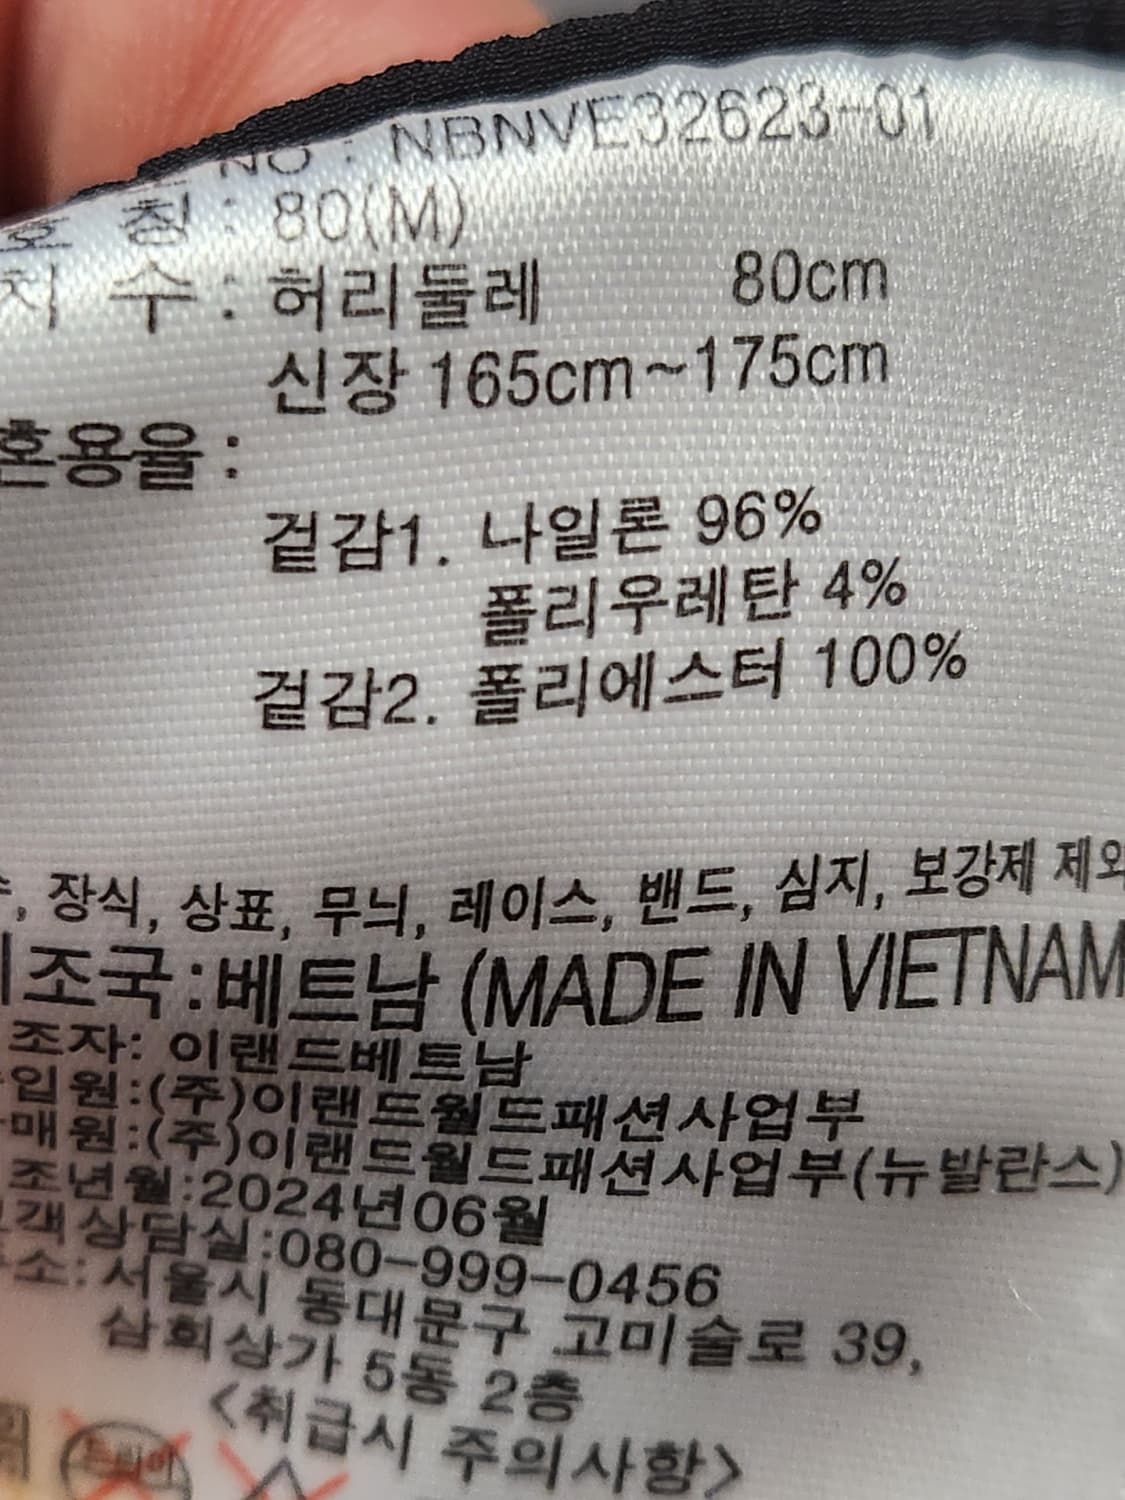 NO : NBNVE32623-01
호 칭 : 80(M)
치 수 : 허리둘레 80cm
신장 165cm~175cm
혼용율 :
겉감1. 나일론 96%
폴리우레탄 4%
겉감2. 폴리에스터 100%
, 장식, 상표, 무늬, 레이스, 밴드, 심지, 보강제 제외
제조국:베트남 (MADE IN VIETNAM
조자: 이랜드베트남
입원:(주)이랜드월드패션사업부
매원:(주)이랜드월드패션사업부(뉴발란스)
조년월:2024년06월
고객상담실:080-999-0456
소:서울시 동대문구 고미술로 39,
삼희상가 5동 2층
<취급시 주의사항>